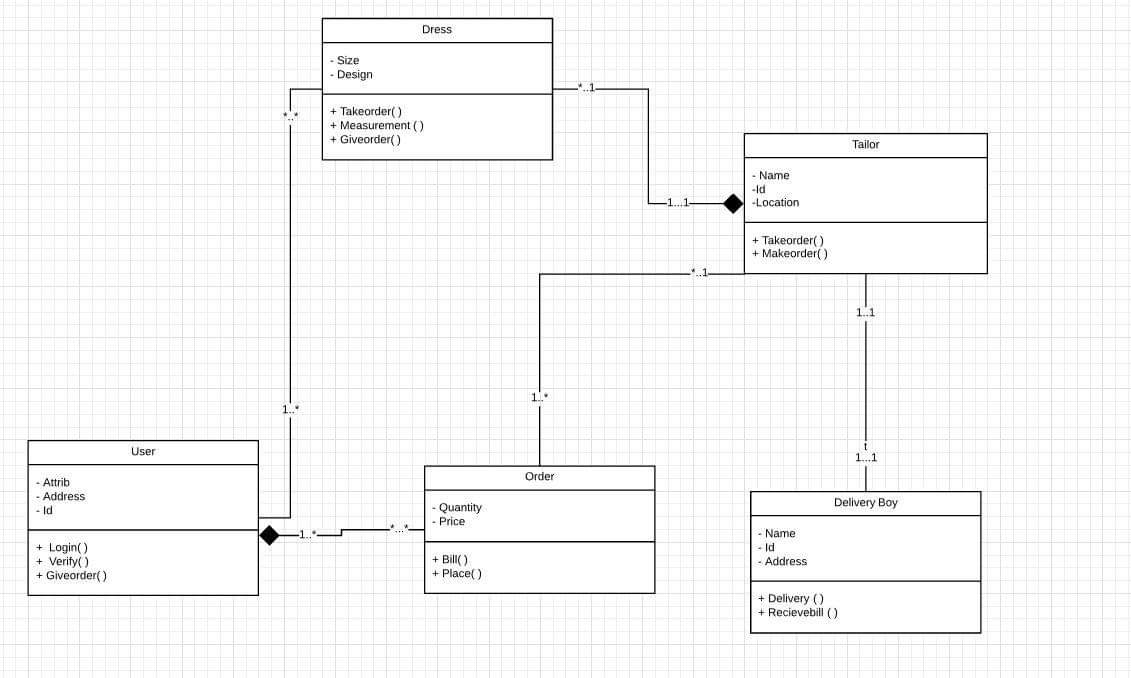 Dress
- Size
- Design
+ Takeorder( )
+ Measurement ( )
+ Giveorder( )
*..*
*..1
1...1
Tailor
- Name
-Id
-Location
+ Takeorder( )
+ Makeorder( )
*..1
1..1
1..*
1..*
t
1...1
User
- Attrib
- Address
- Id
+  Login( )
+  Verify( )
+ Giveorder( )
1..*
*...*
Order
- Quantity
- Price
+ Bill( )
+ Place( )
Delivery Boy
- Name
- Id
- Address
+ Delivery ( )
+ Recievebill ( )